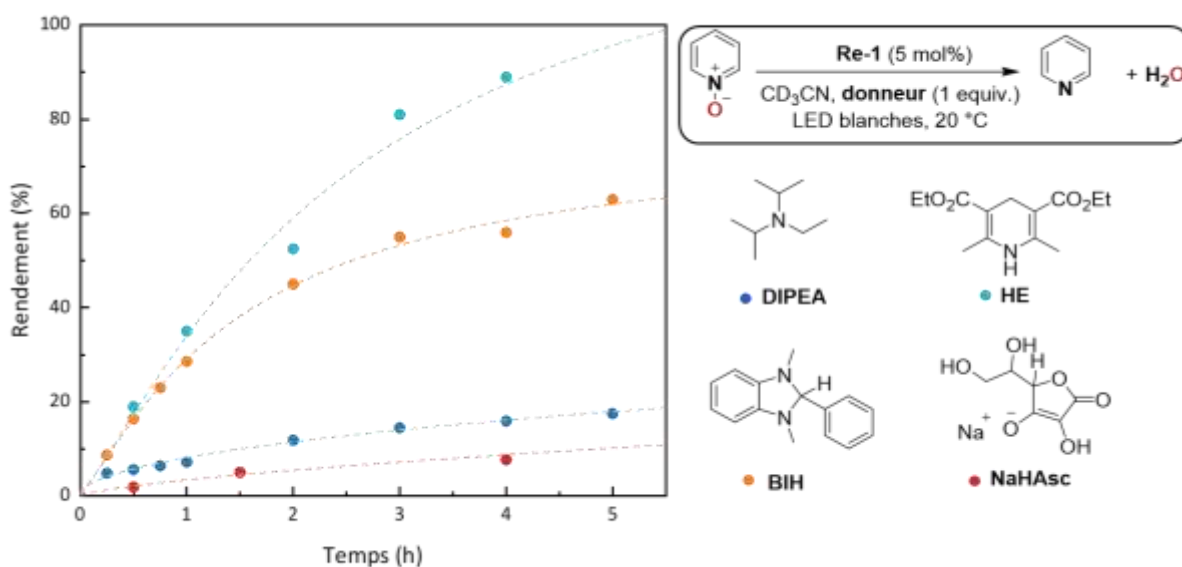 100
80
60
40
20
0
Rendement (%)
0 1 2 3 4 5
Temps (h)
N
+
O
−
Re-1 (5 mol%)
CD3CN, donneur (1 equiv.)
LED blanches, 20 °C
N
+ H2O
N
DIPEA
EtO2C CO2Et
N
H
HE
N
H
N
BIH
OH
HO H
O
O
Na+ −
O
OH
NaHAsc